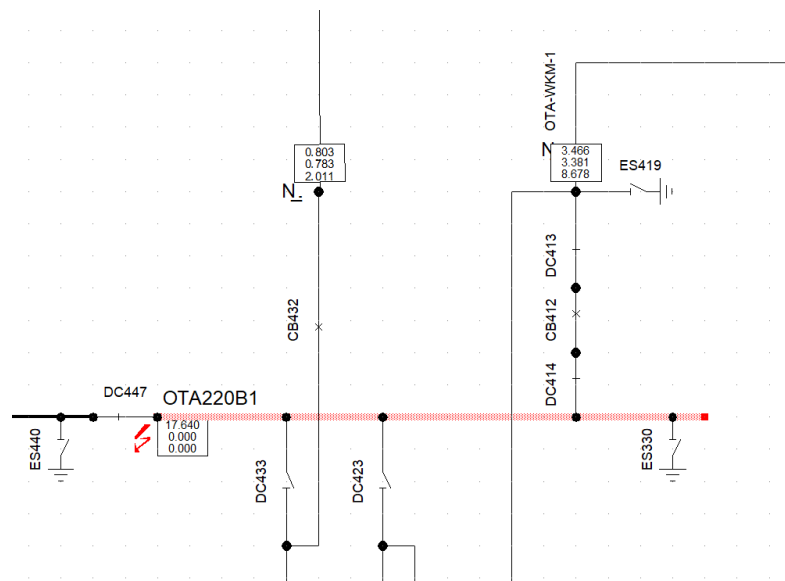 OTA-WKM-1
0.803
0.783
2.011
N
3.466
3.381
8.678
N
ES419
DC413
CB432
CB412
DC414
DC447
OTA220B1
17.640
0.000
0.000
ES440
DC433
DC423
ES330